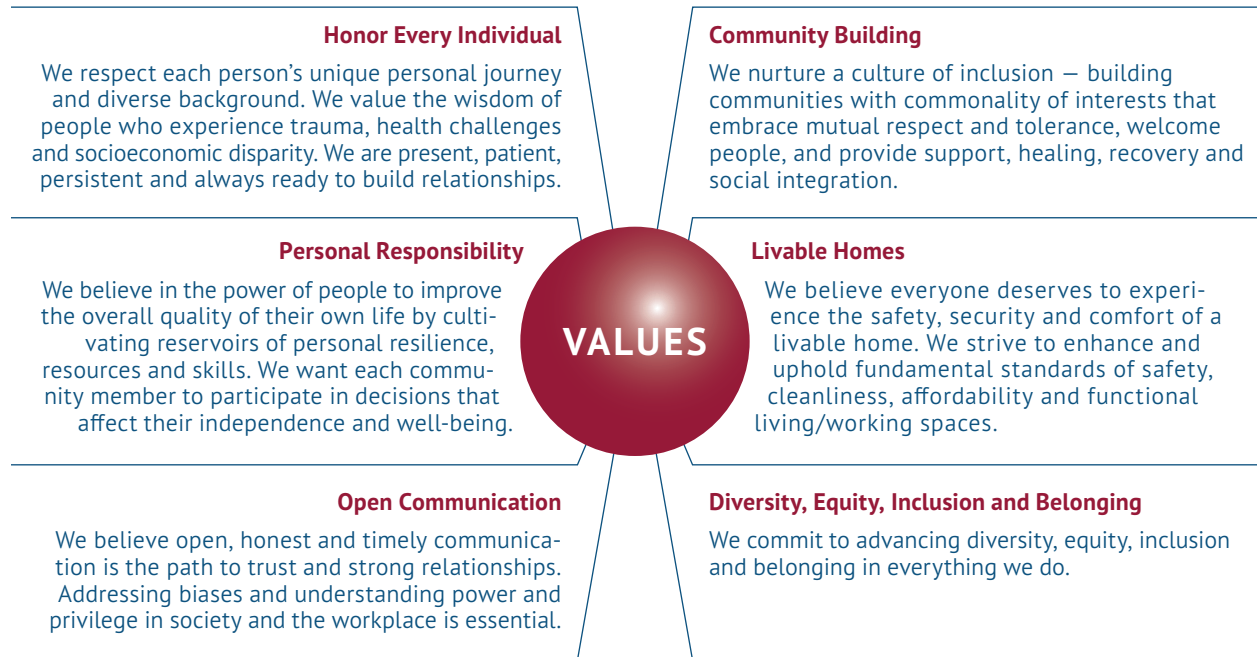 Honor Every Individual
We respect each person's unique personal journey
and diverse background. We value the wisdom of
people who experience trauma, health challenges
and socioeconomic disparity. We are present, patient,
persistent and always ready to build relationships.
Community Building
We nurture a culture of inclusion — building
communities with commonality of interests that
embrace mutual respect and tolerance, welcome
people, and provide support, healing, recovery and
social integration.
Personal Responsibility
We believe in the power of people to improve
the overall quality of their own life by culti-
vating reservoirs of personal resilience,
resources and skills. We want each commu-
nity member to participate in decisions that
affect their independence and well-being.
VALUES
Livable Homes
We believe everyone deserves to experi-
ence the safety, security and comfort of a
livable home. We strive to enhance and
uphold fundamental standards of safety,
cleanliness, affordability and functional
living/working spaces.
Open Communication
We believe open, honest and timely communica-
tion is the path to trust and strong relationships.
Addressing biases and understanding power and
privilege in society and the workplace is essential.
Diversity, Equity, Inclusion and Belonging
We commit to advancing diversity, equity, inclusion
and belonging in everything we do.